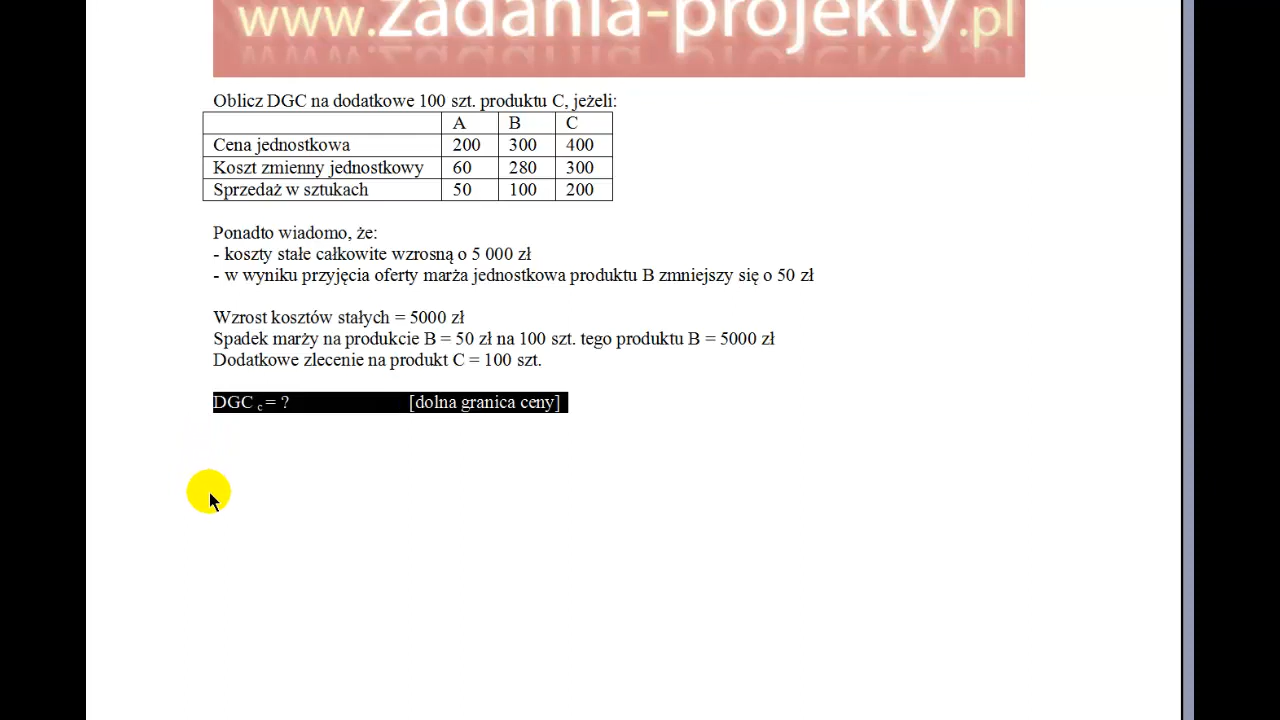 www.zadania-projekty.pl
Oblicz DGC na dodatkowe 100 szt. produktu C, jeżeli:
A B C
Cena jednostkowa 200 300 400
Koszt zmienny jednostkowy 60 280 300
Sprzedaż w sztukach 50 100 200
Ponadto wiadomo, że:
- koszty stałe całkowite wzrosną o 5 000 zł
- w wyniku przyjęcia oferty marża jednostkowa produktu B zmniejszy się o 50 zł
Wzrost kosztów stałych = 5000 zł
Spadek marży na produkcie B = 50 zł na 100 szt. tego produktu B = 5000 zł
Dodatkowe zlecenie na produkt C = 100 szt.
DGC c = ? [dolna granica ceny]